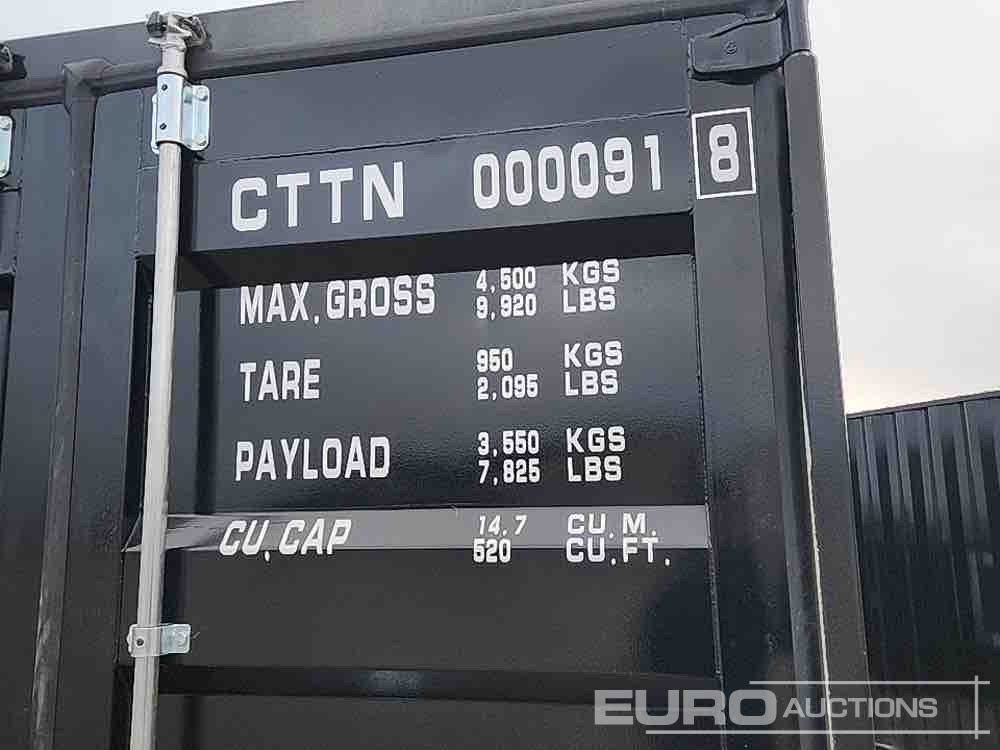 CTTN 000091 8
MAX.GROSS 4,500 KGS
9,920 LBS
TARE 950 KGS
2,095 LBS
PAYLOAD 3,550 KGS
7,825 LBS
CU.CAP 14.7 CU.M.
520 CU.FT.
EURO AUCTIONS